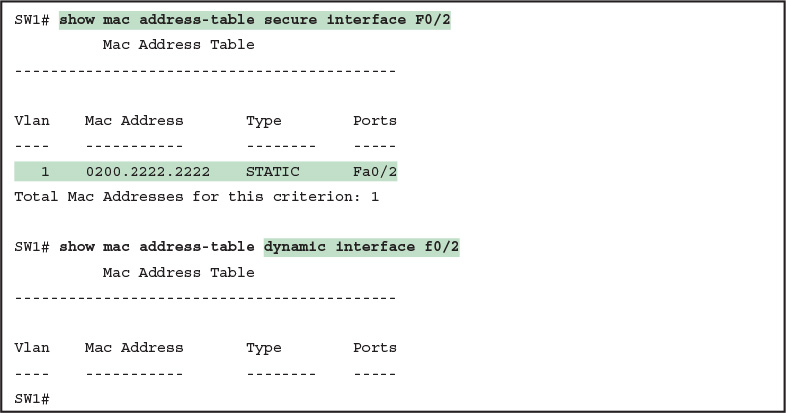 SW1# show mac address-table secure interface F0/2
          Mac Address Table
-------------------------------------------

Vlan    Mac Address       Type        Ports
----    -----------       --------    -----
   1    0200.2222.2222    STATIC      Fa0/2
Total Mac Addresses for this criterion: 1

SW1# show mac address-table dynamic interface f0/2
          Mac Address Table
-------------------------------------------

Vlan    Mac Address       Type        Ports
----    -----------       --------    -----
SW1#